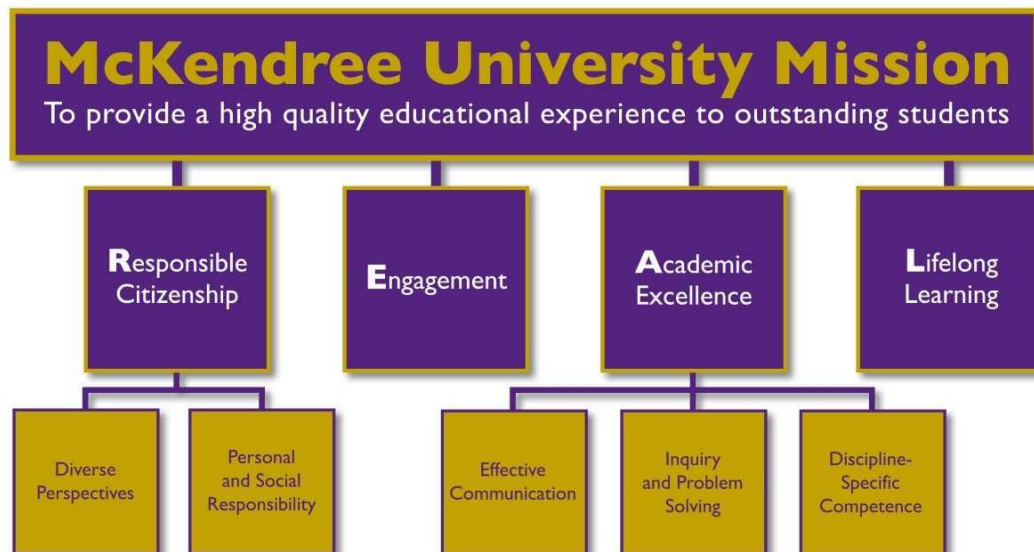 McKendree University Mission
To provide a high quality educational experience to outstanding students
Responsible
Citizenship
Engagement
Academic
Excellence
Lifelong
Learning
Diverse
Perspectives
Personal
and Social
Responsibility
Effective
Communication
Inquiry
and Problem
Solving
Discipline-
Specific
Competence